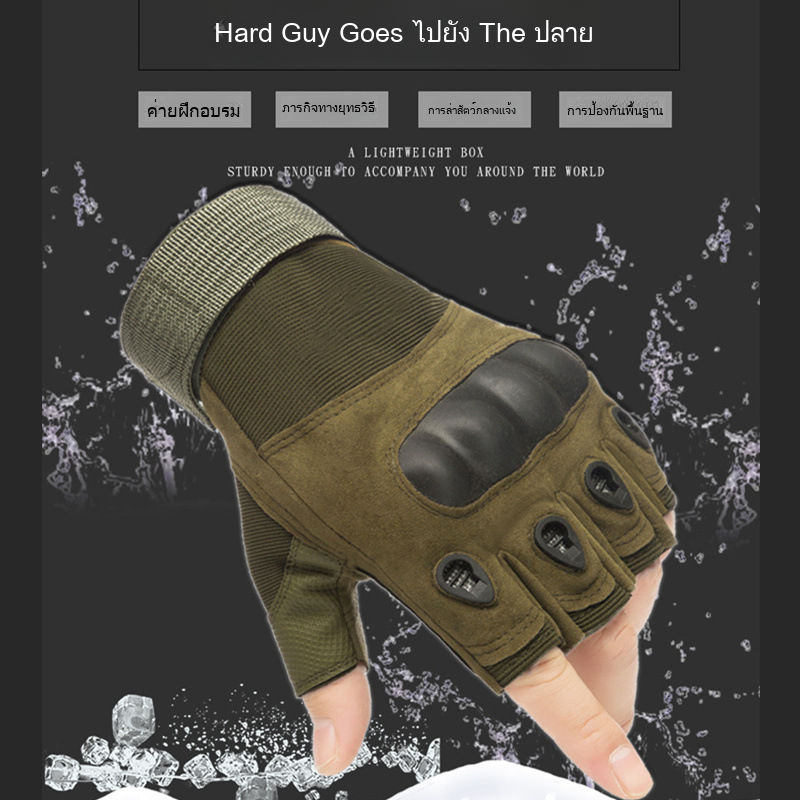 Hard Guy Goes ไปยัง The ปลาย
ค่ายฝึกอบรม
ภารกิจทางยุทธวิธี
การล่าสัตว์กลางแจ้ง
การป้องกันพื้นฐาน
A LIGHTWEIGHT BOX
STURDY ENOUGH TO ACCOMPANY YOU AROUND THE WORLD